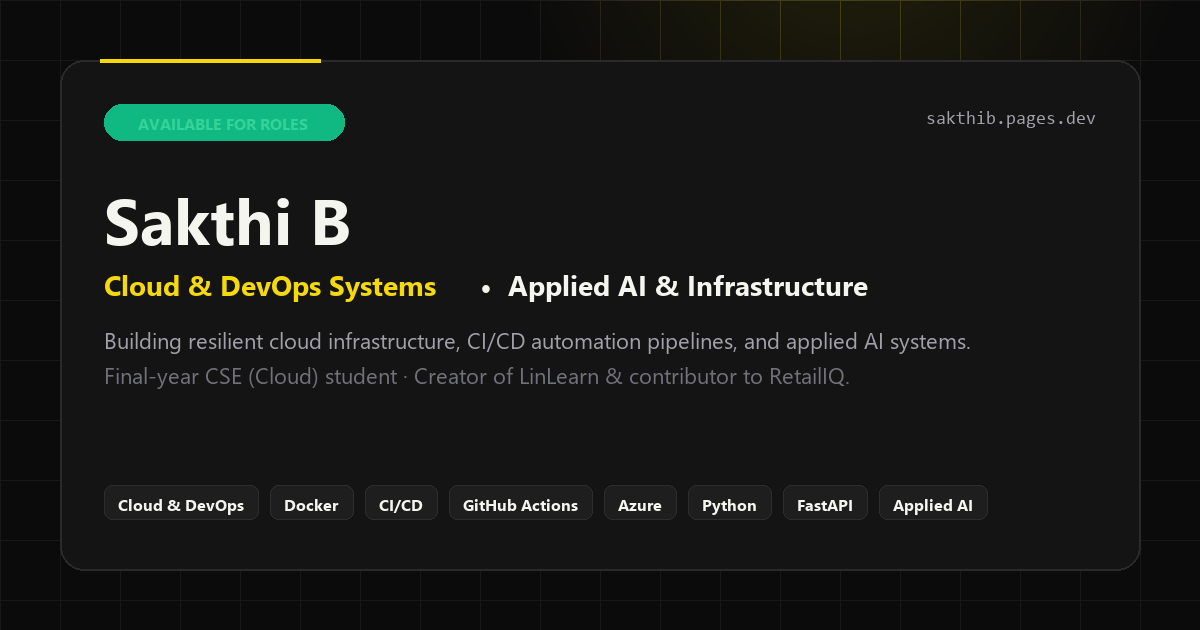 AVAILABLE FOR ROLES
sakthib.pages.dev
Sakthi B
Cloud & DevOps Systems • Applied AI & Infrastructure
Building resilient cloud infrastructure, CI/CD automation pipelines, and applied AI systems.
Final-year CSE (Cloud) student · Creator of LinLearn & contributor to RetailIQ.
Cloud & DevOps Docker CI/CD GitHub Actions Azure Python FastAPI Applied AI